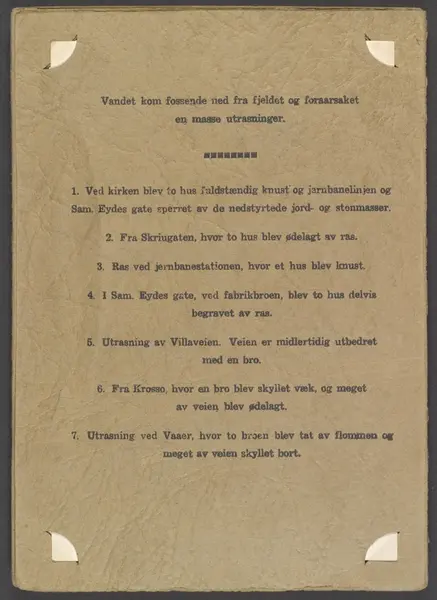 Vandet kom fossende ned fra fjeldet og foraarsaket
en masse utrasninger.
1. Ved kirken blev to hus fuldstændig knust og jernbanelinjen og
Sam. Eydes gate sperret av de nedstyrtede jord- og stenmasser.
2. Fra Skriugaten, hvor to hus blev ødelagt av ras.
3. Ras ved jernbanestationen, hvor et hus blev knust.
4. I Sam. Eydes gate, ved fabrikbroen, blev to hus delvis
begravet av ras.
5. Utrasning av Villaveien. Veien er midlertidig utbedret
med en bro.
6. Fra Krosso, hvor en bro blev skyllet væk, og meget
av veien blev ødelagt.
7. Utrasning ved Vaaer, hvor to broen blev tat av flommen og
meget av veien skyllet bort.